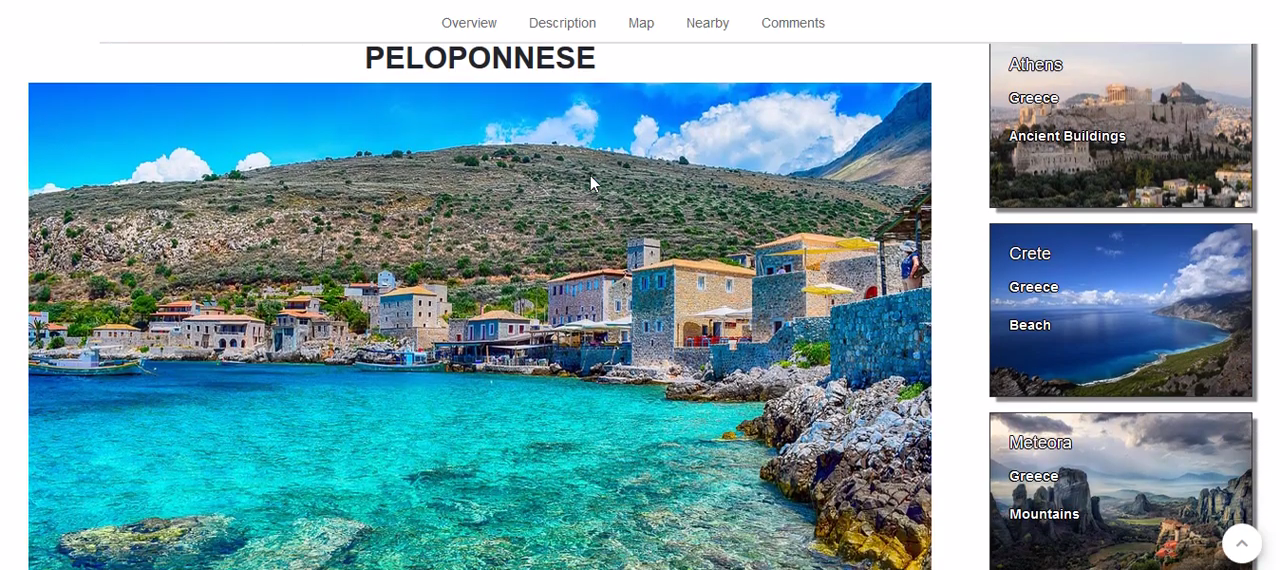 Overview Description Map Nearby Comments
PELOPONNESE
Athens
Greece
Ancient Buildings
Crete
Greece
Beach
Meteora
Greece
Mountains